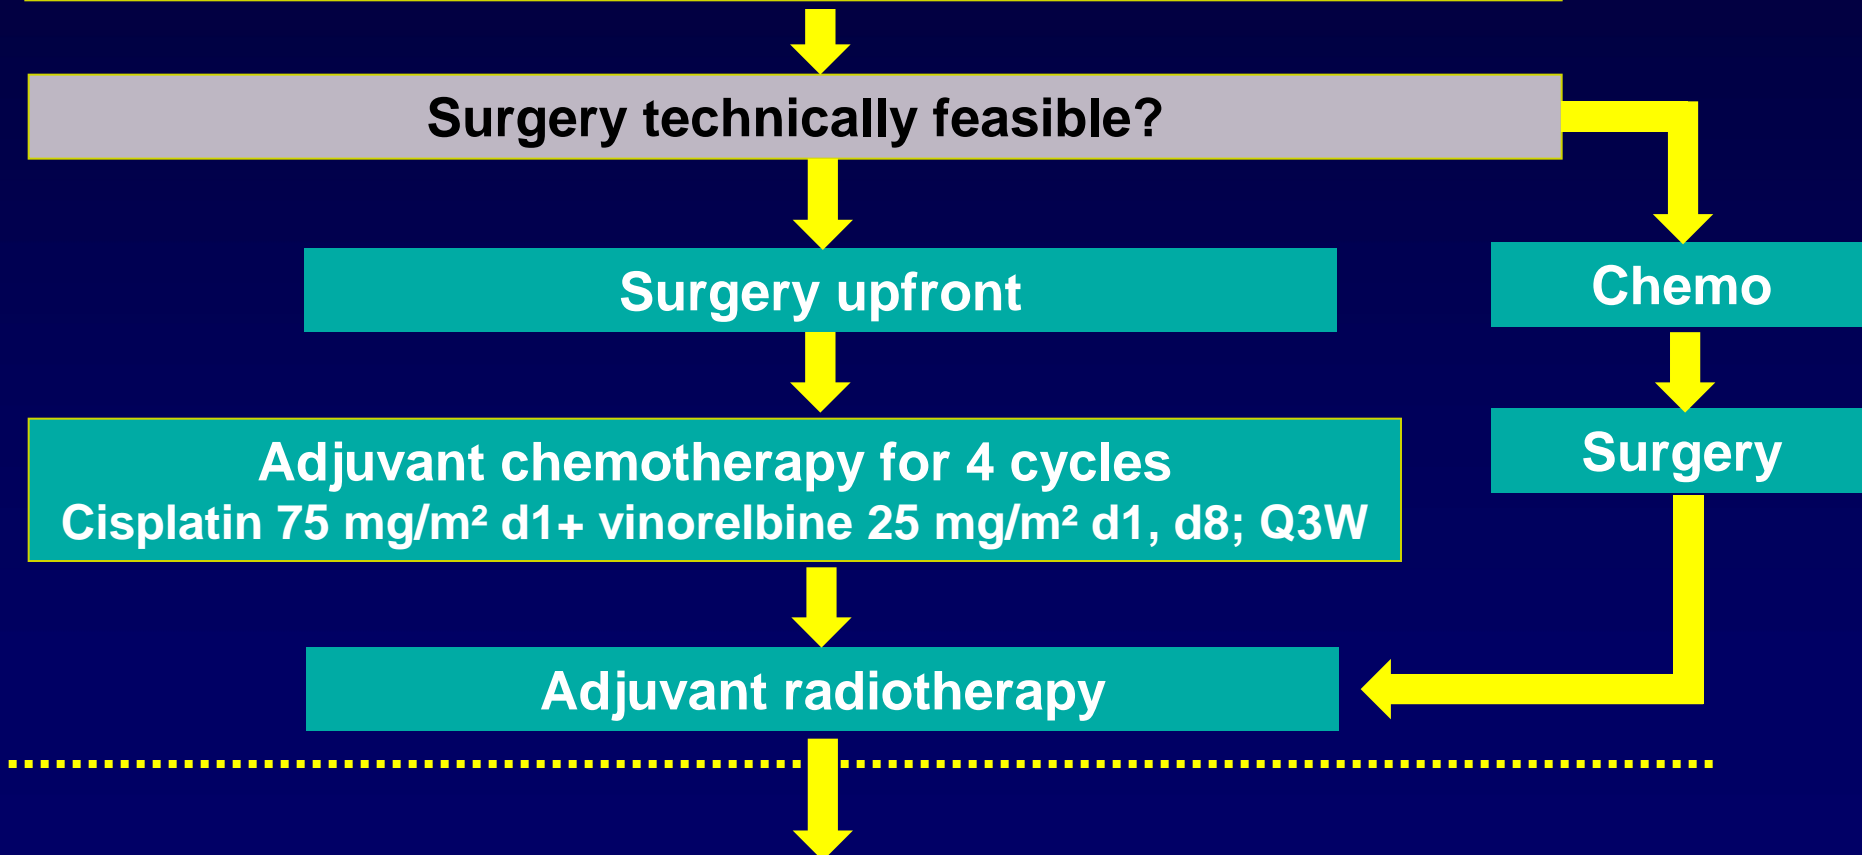 Surgery technically feasible?
Surgery upfront
Chemo
Adjuvant chemotherapy for 4 cycles
Cisplatin 75 mg/m² d1+ vinorelbine 25 mg/m² d1, d8; Q3W
Surgery
Adjuvant radiotherapy